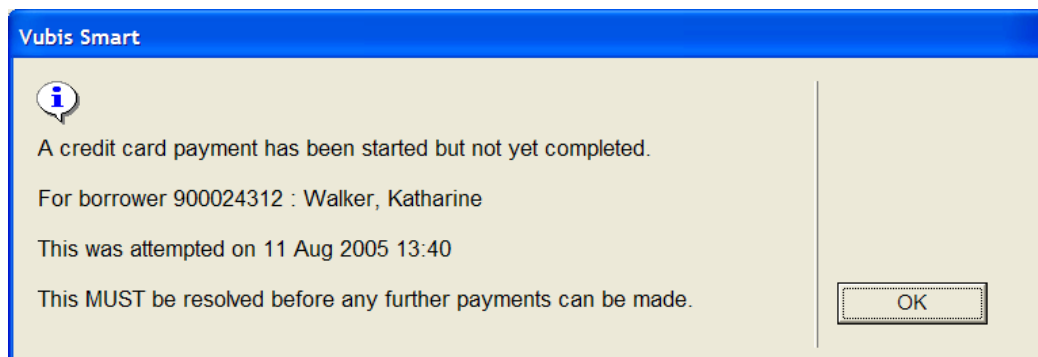 Vubis Smart
A credit card payment has been started but not yet completed.
For borrower 900024312 : Walker, Katharine
This was attempted on 11 Aug 2005 13:40
This MUST be resolved before any further payments can be made.
OK